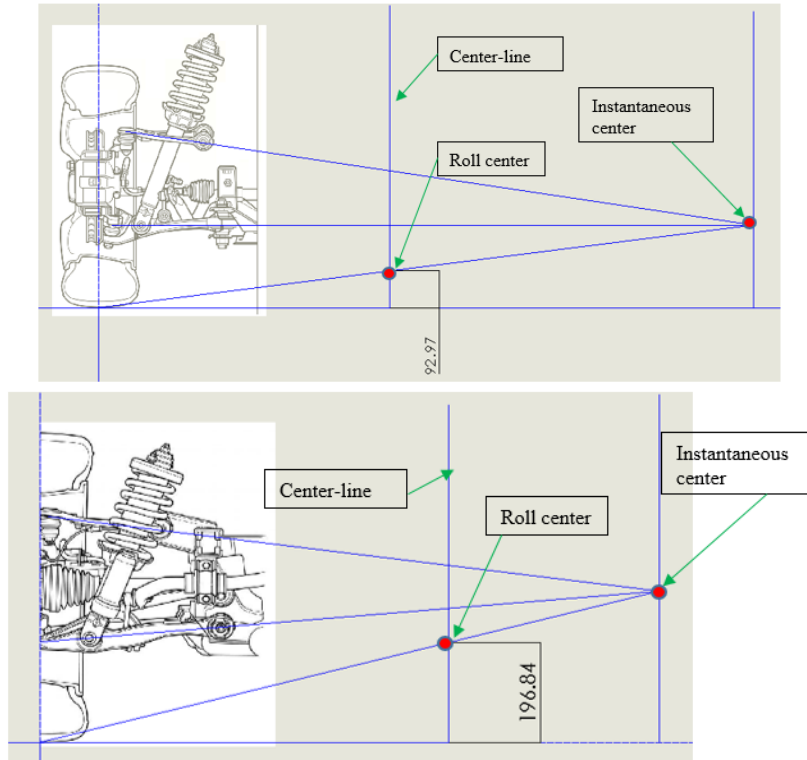 Center-line
Instantaneous
center
Roll center
92.97
Instantaneous
center
Center-line
Roll center
196.84